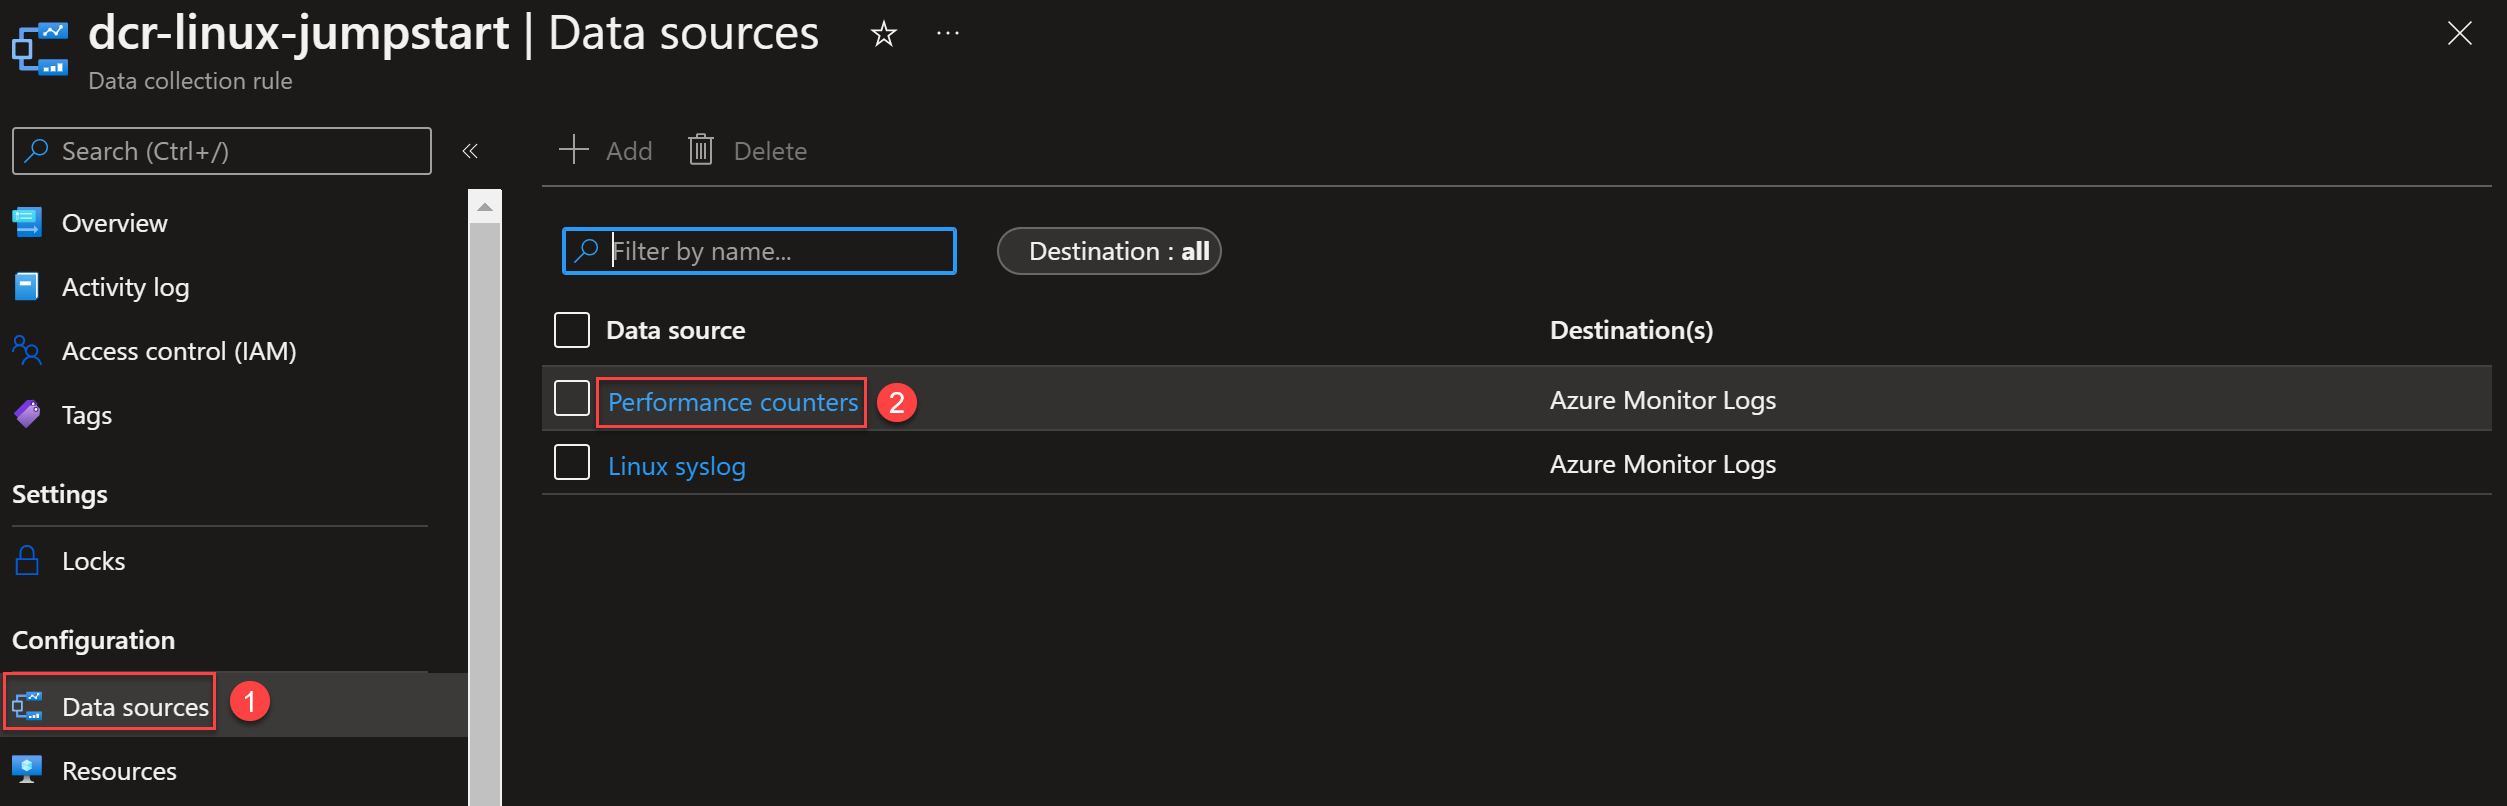 dcr-linux-jumpstart | Data sources
Data collection rule
Search (Ctrl+/)
Overview
Activity log
Access control (IAM)
Tags
Settings
Locks
Configuration
Data sources 1
Resources
Add Delete
Filter by name... Destination : all
Data source Destination(s)
Performance counters 2 Azure Monitor Logs
Linux syslog Azure Monitor Logs